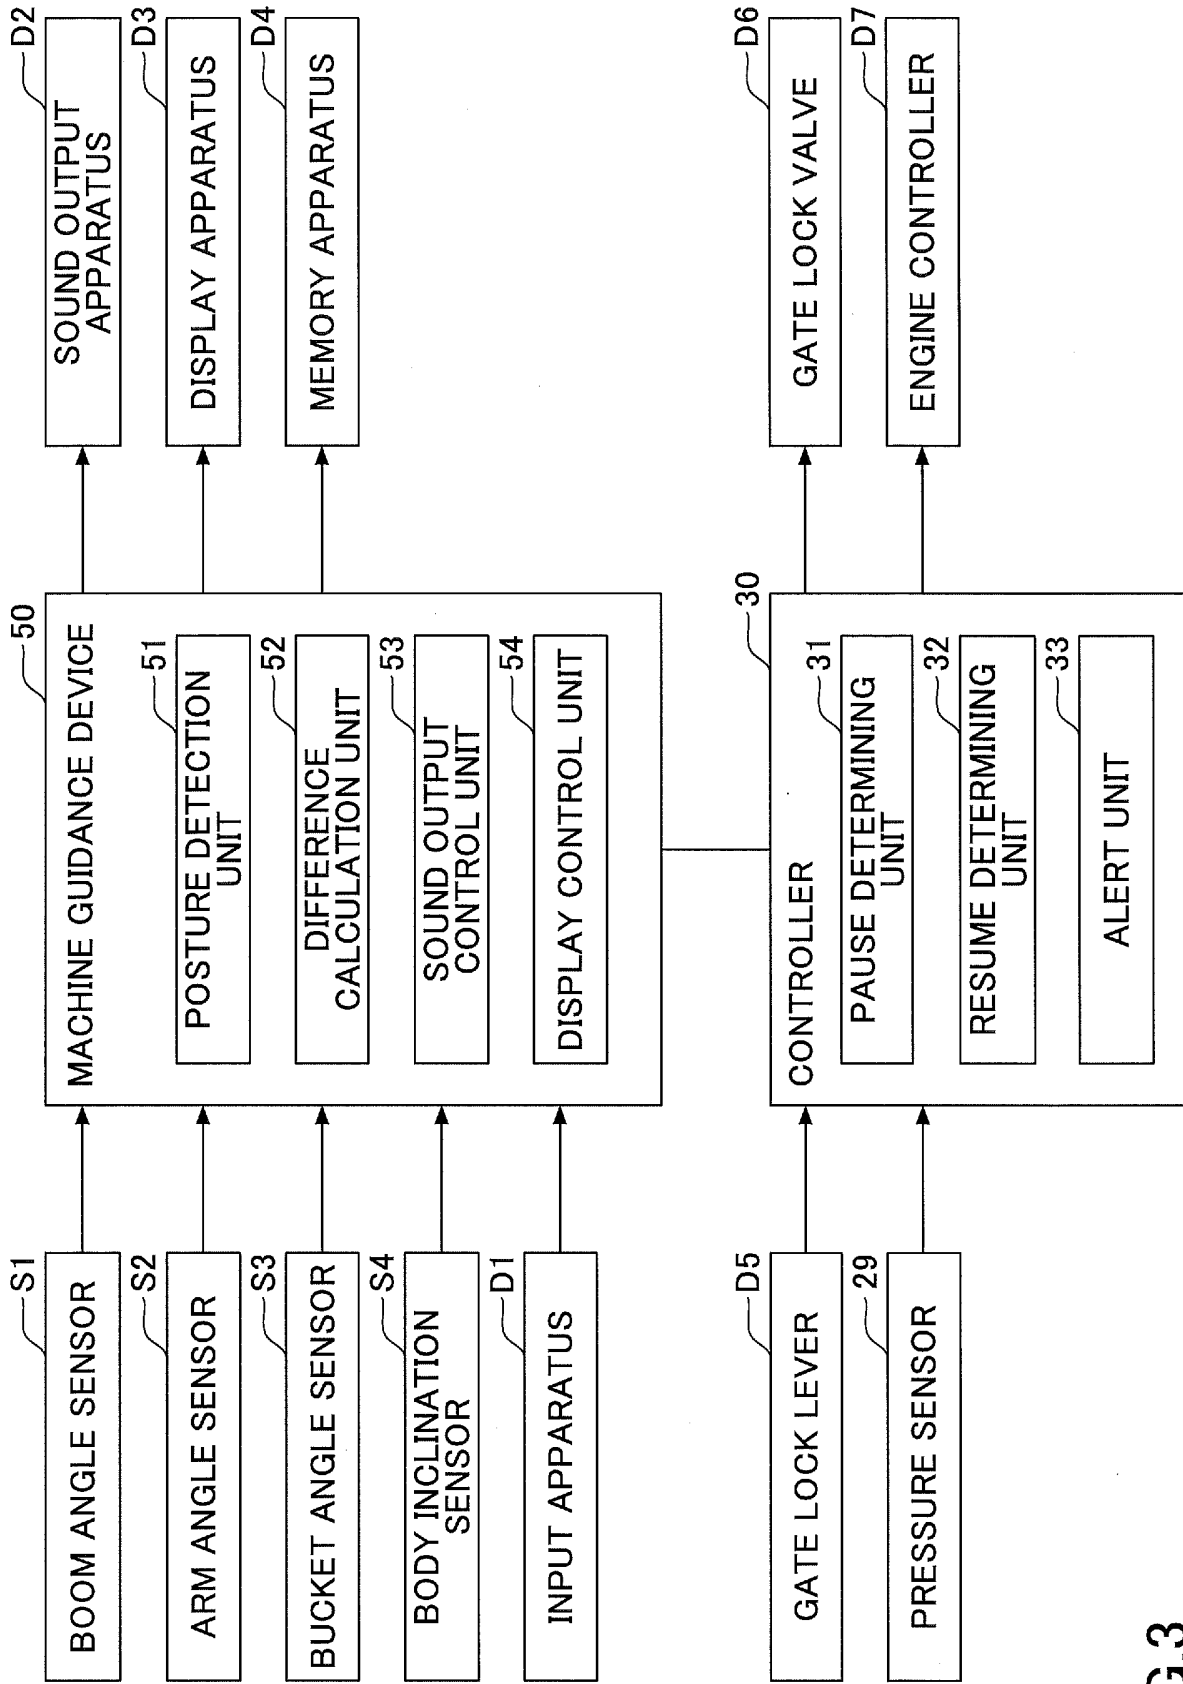 S1
BOOM ANGLE SENSOR
S2
ARM ANGLE SENSOR
S3
BUCKET ANGLE SENSOR
S4
BODY INCLINATION
SENSOR
D1
INPUT APPARATUS
50
MACHINE GUIDANCE DEVICE
51
POSTURE DETECTION
UNIT
52
DIFFERENCE
CALCULATION UNIT
53
SOUND OUTPUT
CONTROL UNIT
54
DISPLAY CONTROL UNIT
D2
SOUND OUTPUT
APPARATUS
D3
DISPLAY APPARATUS
D4
MEMORY APPARATUS
D5
GATE LOCK LEVER
29
PRESSURE SENSOR
30
CONTROLLER
31
PAUSE DETERMINING
UNIT
32
RESUME DETERMINING
UNIT
33
ALERT UNIT
D6
GATE LOCK VALVE
D7
ENGINE CONTROLLER
G.3